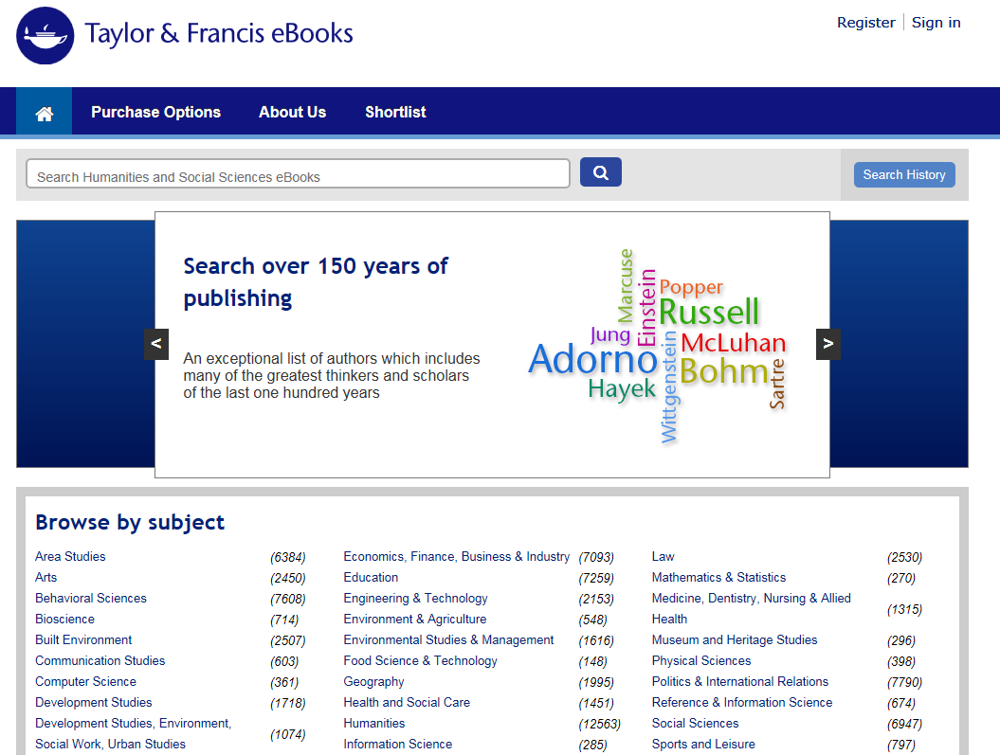 Taylor & Francis eBooks
Register
Sign in
Purchase Options
About Us
Shortlist
Search Humanities and Social Sciences eBooks
Search History
Search over 150 years of
publishing
An exceptional list of authors which includes
many of the greatest thinkers and scholars
of the last one hundred years
<
>
Marcuse
Einstein
Popper
Russell
Jung
McLuhan
Adorno
Bohm
Hayek
Wittgenstein
Sartre
Browse by subject
Area Studies (6384)
Arts (2450)
Behavioral Sciences (7608)
Bioscience (714)
Built Environment (2507)
Communication Studies (603)
Computer Science (361)
Development Studies (1718)
Development Studies, Environment,
Social Work, Urban Studies (1074)
Economics, Finance, Business & Industry (7093)
Education (7259)
Engineering & Technology (2153)
Environment & Agriculture (548)
Environmental Studies & Management (1616)
Food Science & Technology (148)
Geography (1995)
Health and Social Care (1451)
Humanities (12563)
Information Science (285)
Law (2530)
Mathematics & Statistics (270)
Medicine, Dentistry, Nursing & Allied
Health (1315)
Museum and Heritage Studies (296)
Physical Sciences (398)
Politics & International Relations (7790)
Reference & Information Science (674)
Social Sciences (6947)
Sports and Leisure (797)